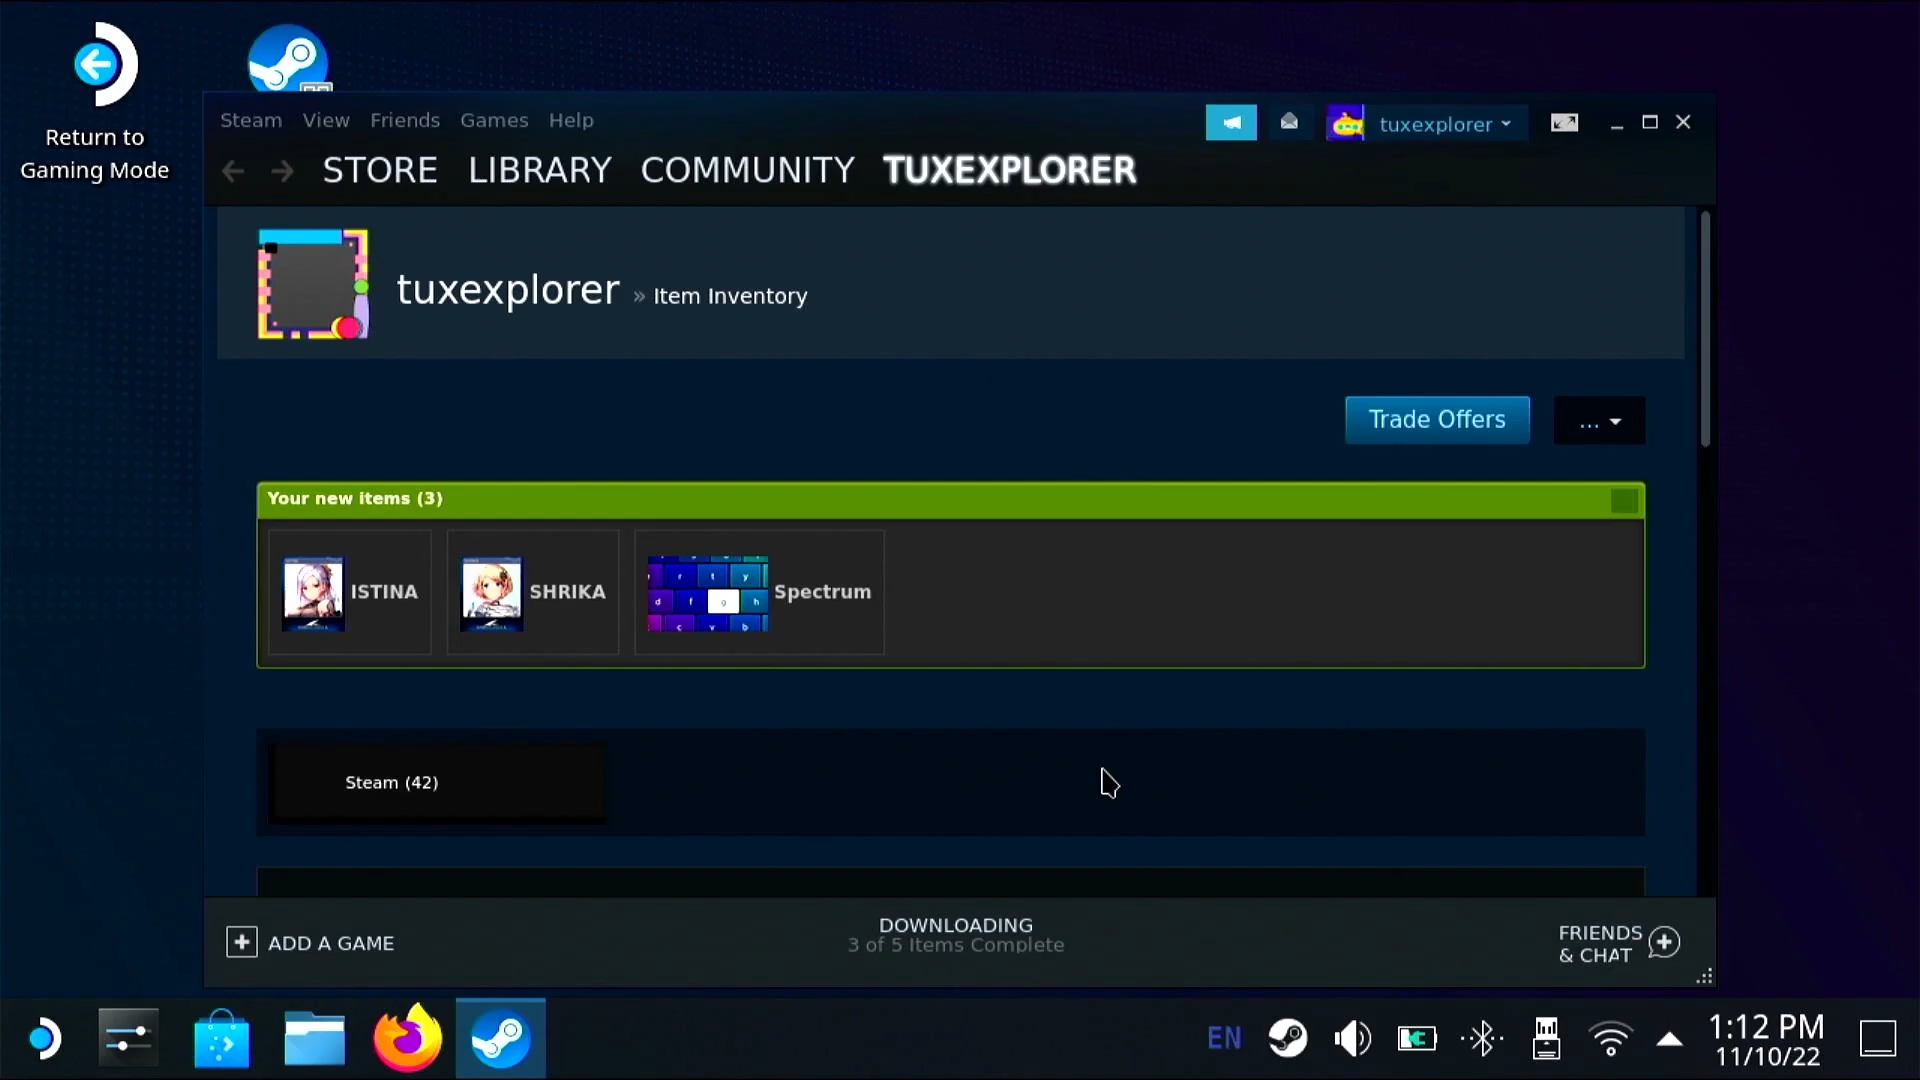 Return to
Gaming Mode
Steam View Friends Games Help
tuxexplorer
STORE LIBRARY COMMUNITY TUXEXPLORER
tuxexplorer » Item Inventory
Trade Offers
...
Your new items (3)
ISTINA
SHRIKA
r t y
d f g h
c v b
Spectrum
Steam (42)
ADD A GAME
DOWNLOADING
3 of 5 Items Complete
FRIENDS
& CHAT
EN
1:12 PM
11/10/22